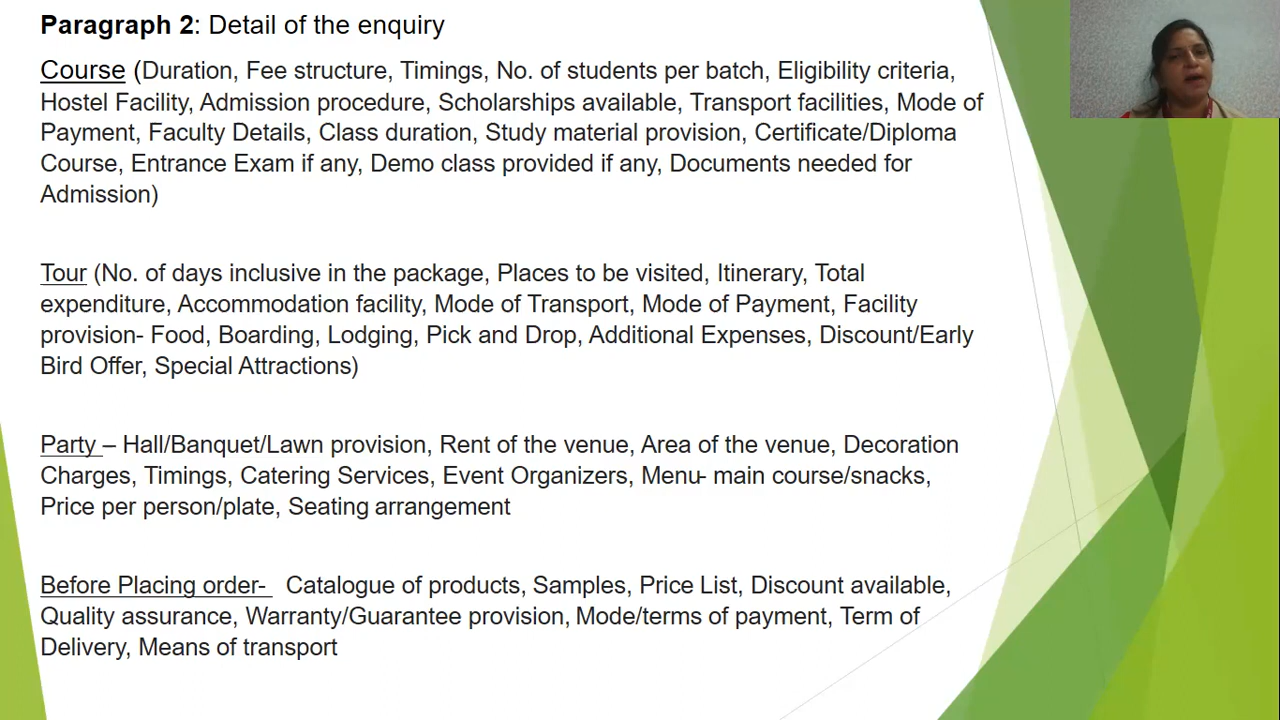 Paragraph 2: Detail of the enquiry
Course (Duration, Fee structure, Timings, No. of students per batch, Eligibility criteria,
Hostel Facility, Admission procedure, Scholarships available, Transport facilities, Mode of
Payment, Faculty Details, Class duration, Study material provision, Certificate/Diploma
Course, Entrance Exam if any, Demo class provided if any, Documents needed for
Admission)
Tour (No. of days inclusive in the package, Places to be visited, Itinerary, Total
expenditure, Accommodation facility, Mode of Transport, Mode of Payment, Facility
provision- Food, Boarding, Lodging, Pick and Drop, Additional Expenses, Discount/Early
Bird Offer, Special Attractions)
Party – Hall/Banquet/Lawn provision, Rent of the venue, Area of the venue, Decoration
Charges, Timings, Catering Services, Event Organizers, Menu- main course/snacks,
Price per person/plate, Seating arrangement
Before Placing order- Catalogue of products, Samples, Price List, Discount available,
Quality assurance, Warranty/Guarantee provision, Mode/terms of payment, Term of
Delivery, Means of transport